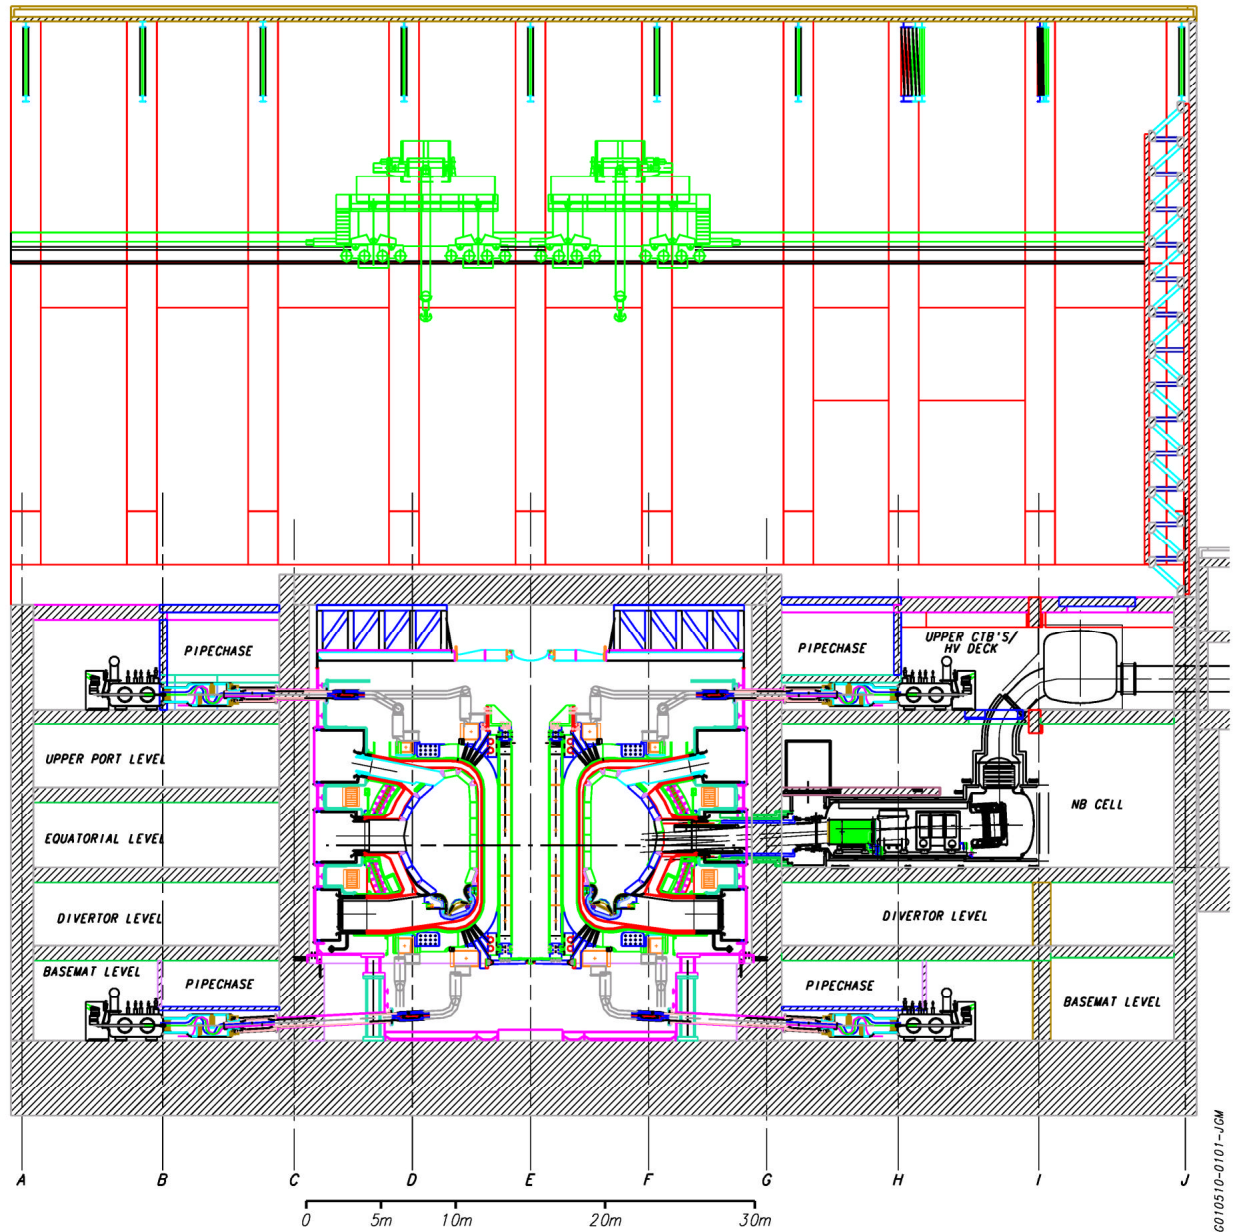 UPPER CTB'S/
HV DECK
PIPECHASE
PIPECHASE
UPPER PORT LEVEL
NB CELL
EQUATORIAL LEVEL
DIVERTOR LEVEL
DIVERTOR LEVEL
BASEMAT LEVEL
PIPECHASE
PIPECHASE
BASEMAT LEVEL
A B C D E F G H I J
0 5m 10m 20m 30m
G010510-0101-JGM